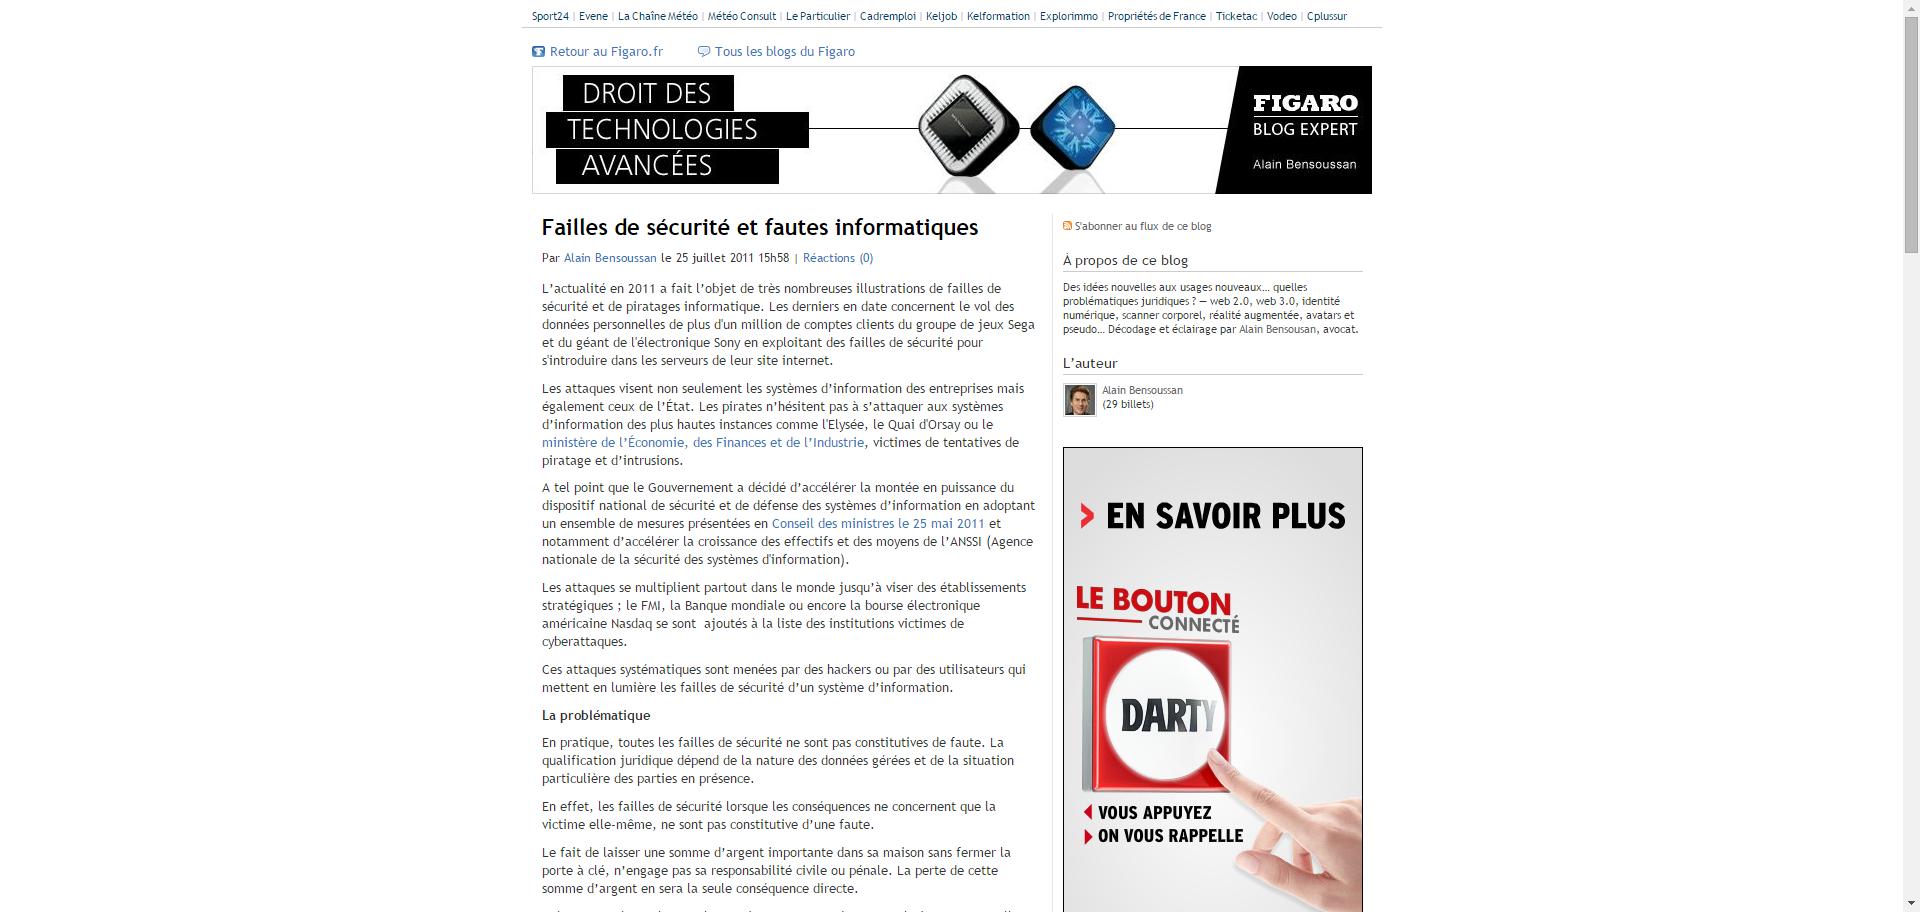 Sport24 | Evene | La Chaîne Météo | Météo Consult | Le Particulier | Cadremploi | Keljob | Kelformation | Explorimmo | Propriétés de France | Ticketac | Vodeo | Cplussur
Retour au Figaro.fr
Tous les blogs du Figaro
DROIT DES
TECHNOLOGIES
AVANCÉES
FIGARO
BLOG EXPERT
Alain Bensoussan
Failles de sécurité et fautes informatiques
Par Alain Bensoussan le 25 juillet 2011 15h58 | Réactions (0)
L’actualité en 2011 a fait l’objet de très nombreuses illustrations de failles de
sécurité et de piratages informatique. Les derniers en date concernent le vol des
données personnelles de plus d'un million de comptes clients du groupe de jeux Sega
et du géant de l'électronique Sony en exploitant des failles de sécurité pour
s'introduire dans les serveurs de leur site internet.
Les attaques visent non seulement les systèmes d’information des entreprises mais
également ceux de l’État. Les pirates n’hésitent pas à s’attaquer aux systèmes
d’information des plus hautes instances comme l'Elysée, le Quai d'Orsay ou le
ministère de l’Économie, des Finances et de l’Industrie, victimes de tentatives de
piratage et d’intrusions.
A tel point que le Gouvernement a décidé d’accélérer la montée en puissance du
dispositif national de sécurité et de défense des systèmes d’information en adoptant
un ensemble de mesures présentées en Conseil des ministres le 25 mai 2011 et
notamment d’accélérer la croissance des effectifs et des moyens de l’ANSSI (Agence
nationale de la sécurité des systèmes d'information).
Les attaques se multiplient partout dans le monde jusqu’à viser des établissements
stratégiques ; le FMI, la Banque mondiale ou encore la bourse électronique
américaine Nasdaq se sont  ajoutés à la liste des institutions victimes de
cyberattaques.
Ces attaques systématiques sont menées par des hackers ou par des utilisateurs qui
mettent en lumière les failles de sécurité d’un système d’information.
La problématique
En pratique, toutes les failles de sécurité ne sont pas constitutives de faute. La
qualification juridique dépend de la nature des données gérées et de la situation
particulière des parties en présence.
En effet, les failles de sécurité lorsque les conséquences ne concernent que la
victime elle-même, ne sont pas constitutive d’une faute.
Le fait de laisser une somme d’argent importante dans sa maison sans fermer la
porte à clé, n’engage pas sa responsabilité civile ou pénale. La perte de cette
somme d’argent en sera la seule conséquence directe.
S'abonner au flux de ce blog
À propos de ce blog
Des idées nouvelles aux usages nouveaux… quelles
problématiques juridiques ? — web 2.0, web 3.0, identité
numérique, scanner corporel, réalité augmentée, avatars et
pseudo… Décodage et éclairage par Alain Bensousan, avocat.
L’auteur
Alain Bensoussan
(29 billets)
EN SAVOIR PLUS
LE BOUTON
CONNECTÉ
DARTY
VOUS APPUYEZ
ON VOUS RAPPELLE